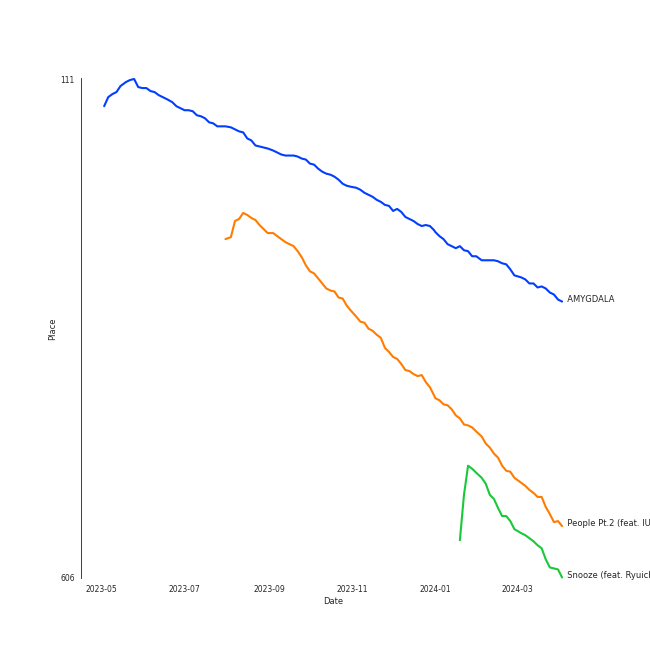 111
AMYGDALA
Place
People Pt.2 (feat. IU
Snooze (feat. Ryuic
606
2023-05 2023-07 2023-09 2023-11 2024-01 2024-03
Date